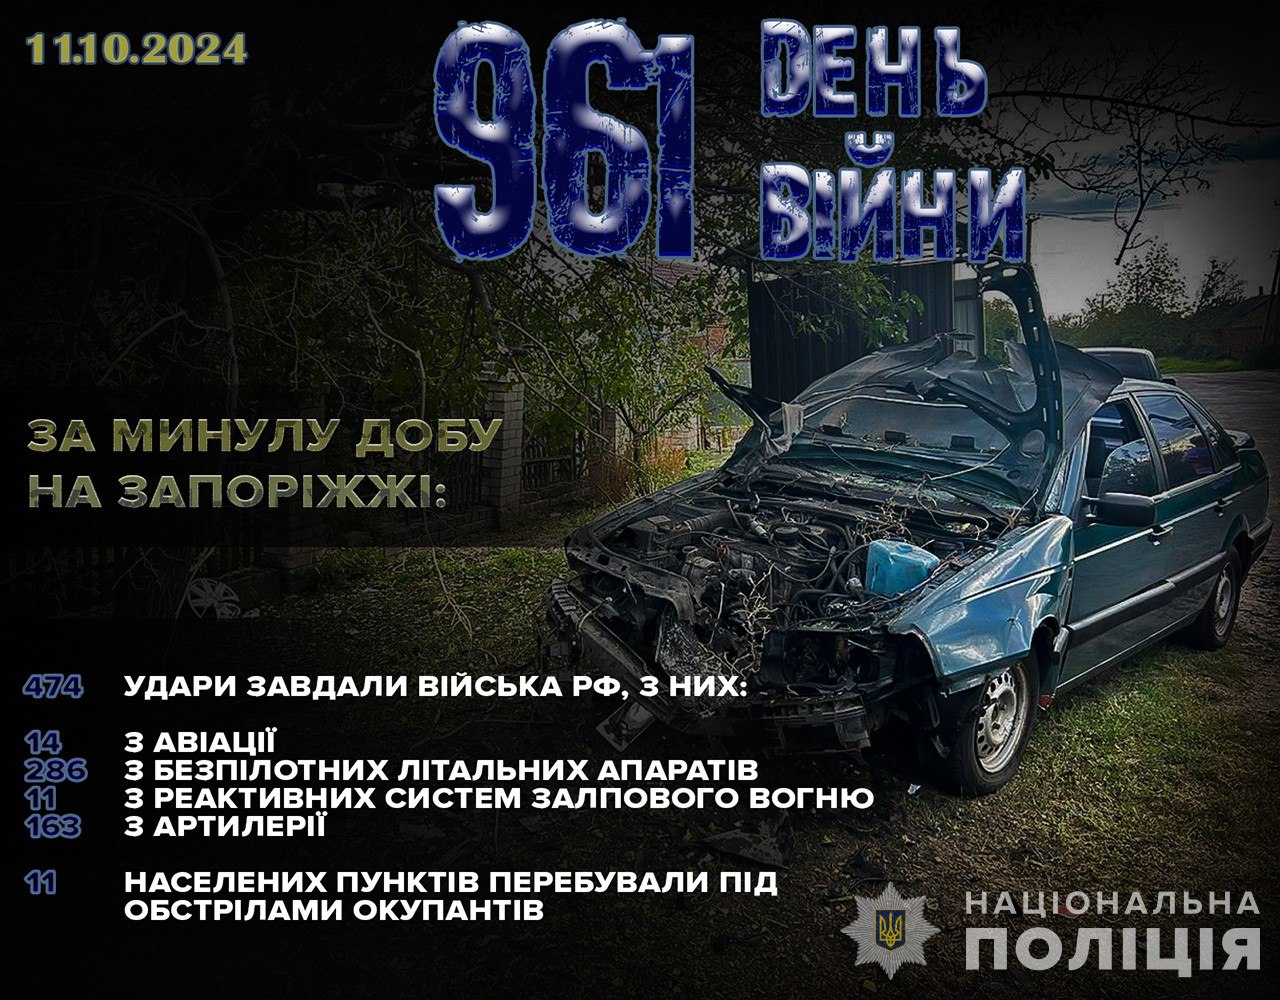 11.10.2024
961 ДЕНЬ
ВІЙНИ
ЗА МИНУЛУ ДОБУ
НА ЗАПОРІЖЖІ:
474 УДАРИ ЗАВДАЛИ ВІЙСЬКА РФ, З НИХ:
14 З АВІАЦІЇ
286 З БЕЗПІЛОТНИХ ЛІТАЛЬНИХ АПАРАТІВ
11 З РЕАКТИВНИХ СИСТЕМ ЗАЛПОВОГО ВОГНЮ
163 З АРТИЛЕРІЇ
11 НАСЕЛЕНИХ ПУНКТІВ ПЕРЕБУВАЛИ ПІД
ОБСТРІЛАМИ ОКУПАНТІВ
НАЦІОНАЛЬНА
ПОЛІЦІЯ